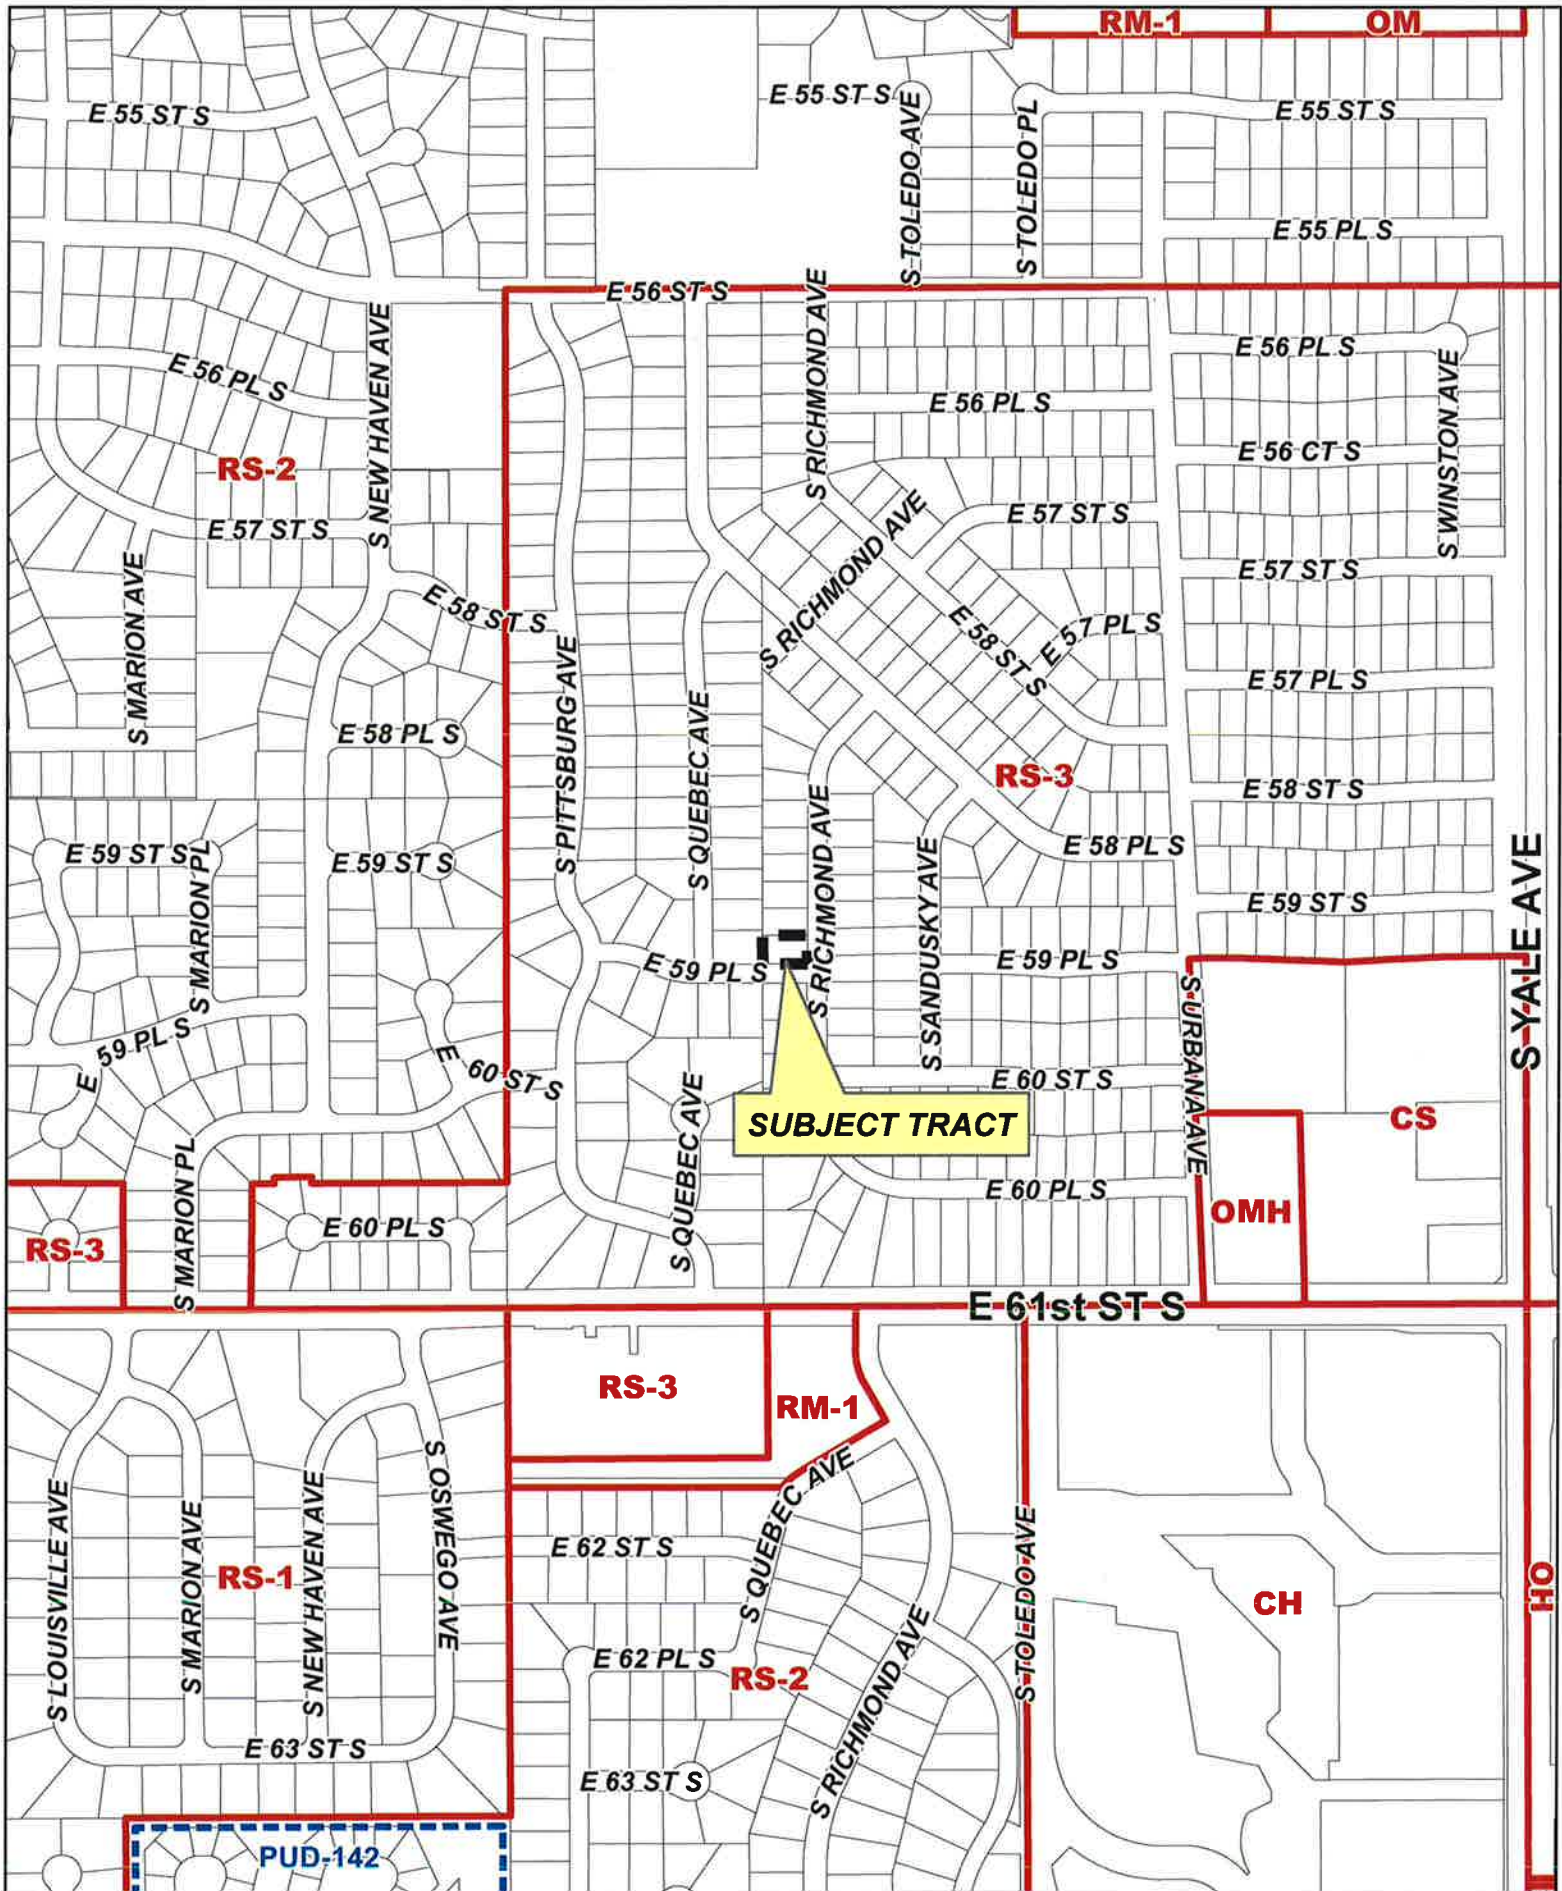 RM-1
OM
E 55 ST S
E 55 ST S
E 55 ST S
S TOLEDO AVE
S TOLEDO PL
E 55 PL S
E 56 ST S
S RICHMOND AVE
S NEW HAVEN AVE
E 56 PL S
E 56 PL S
E 56 PL S
S WINSTON AVE
E 56 CT S
RS-2
E 57 ST S
E 57 ST S
E 57 ST S
S MARION AVE
S RICHMOND AVE
E 58 ST S
E 58 ST S
E 57 PL S
E 57 PL S
S PITTSBURG AVE
S QUEBEC AVE
E 58 PL S
RS-3
E 58 ST S
S RICHMOND AVE
E 58 PL S
E 59 ST S
S MARION PL
E 59 ST S
S SANDUSKY AVE
E 59 ST S
S YALE AVE
E 59 PL S
E 59 PL S
S URBANA AVE
E 59 PL S
E 60 ST S
E 60 ST S
S QUEBEC AVE
SUBJECT TRACT
CS
S MARION PL
E 60 PL S
OMH
E 60 PL S
RS-3
E 61st ST S
RS-3
RM-1
S LOUISVILLE AVE
S MARION AVE
S NEW HAVEN AVE
S OSWEGO AVE
RS-1
E 62 ST S
S QUEBEC AVE
S TOLEDO AVE
CH
HO
E 62 PL S
RS-2
S RICHMOND AVE
E 63 ST S
E 63 ST S
PUD-142